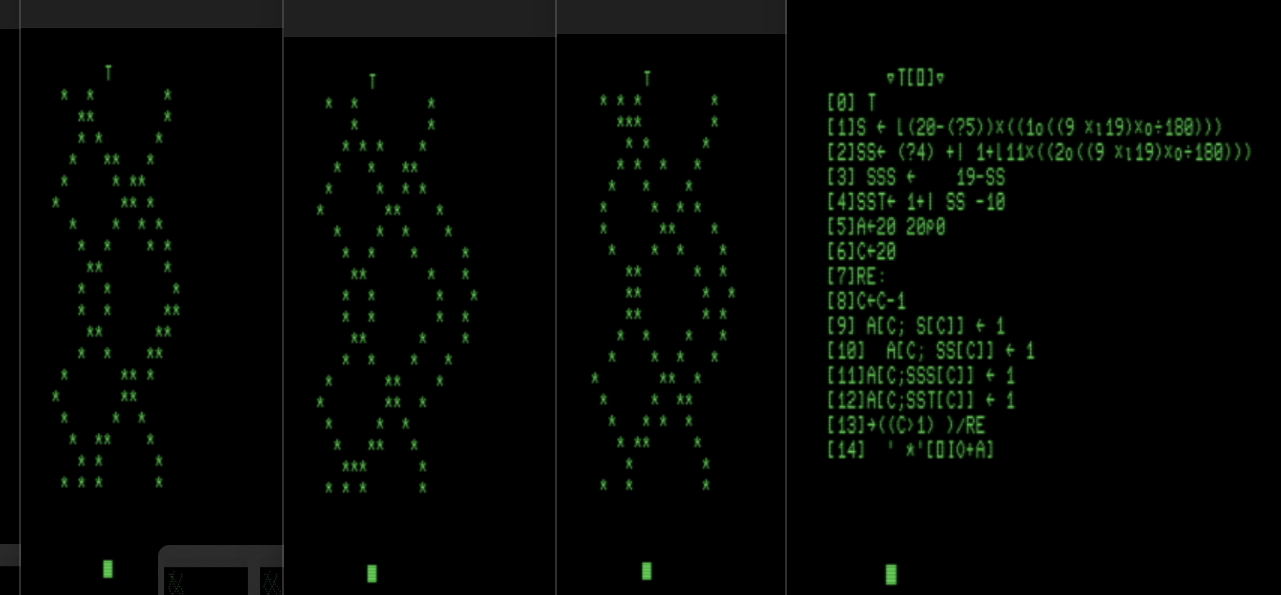 T
T
T
∇T[⎕]∇
[0] T
[1]S ← ⌊(20-(?5))×((1○((9 ×⍳19)×○÷180)))
[2]SS← (?4) +| 1+⌊11×((2○((9 ×⍳19)×○÷180)))
[3] SSS ←    19-SS
[4]SST← 1+| SS -10
[5]A←20 20⍴0
[6]C←20
[7]RE:
[8]C←C-1
[9] A[C; S[C]] ← 1
[10]  A[C; SS[C]] ← 1
[11]A[C;SSS[C]] ← 1
[12]A[C;SST[C]] ← 1
[13]→((C>1) )/RE
[14]  ' *'[⎕IO+A]